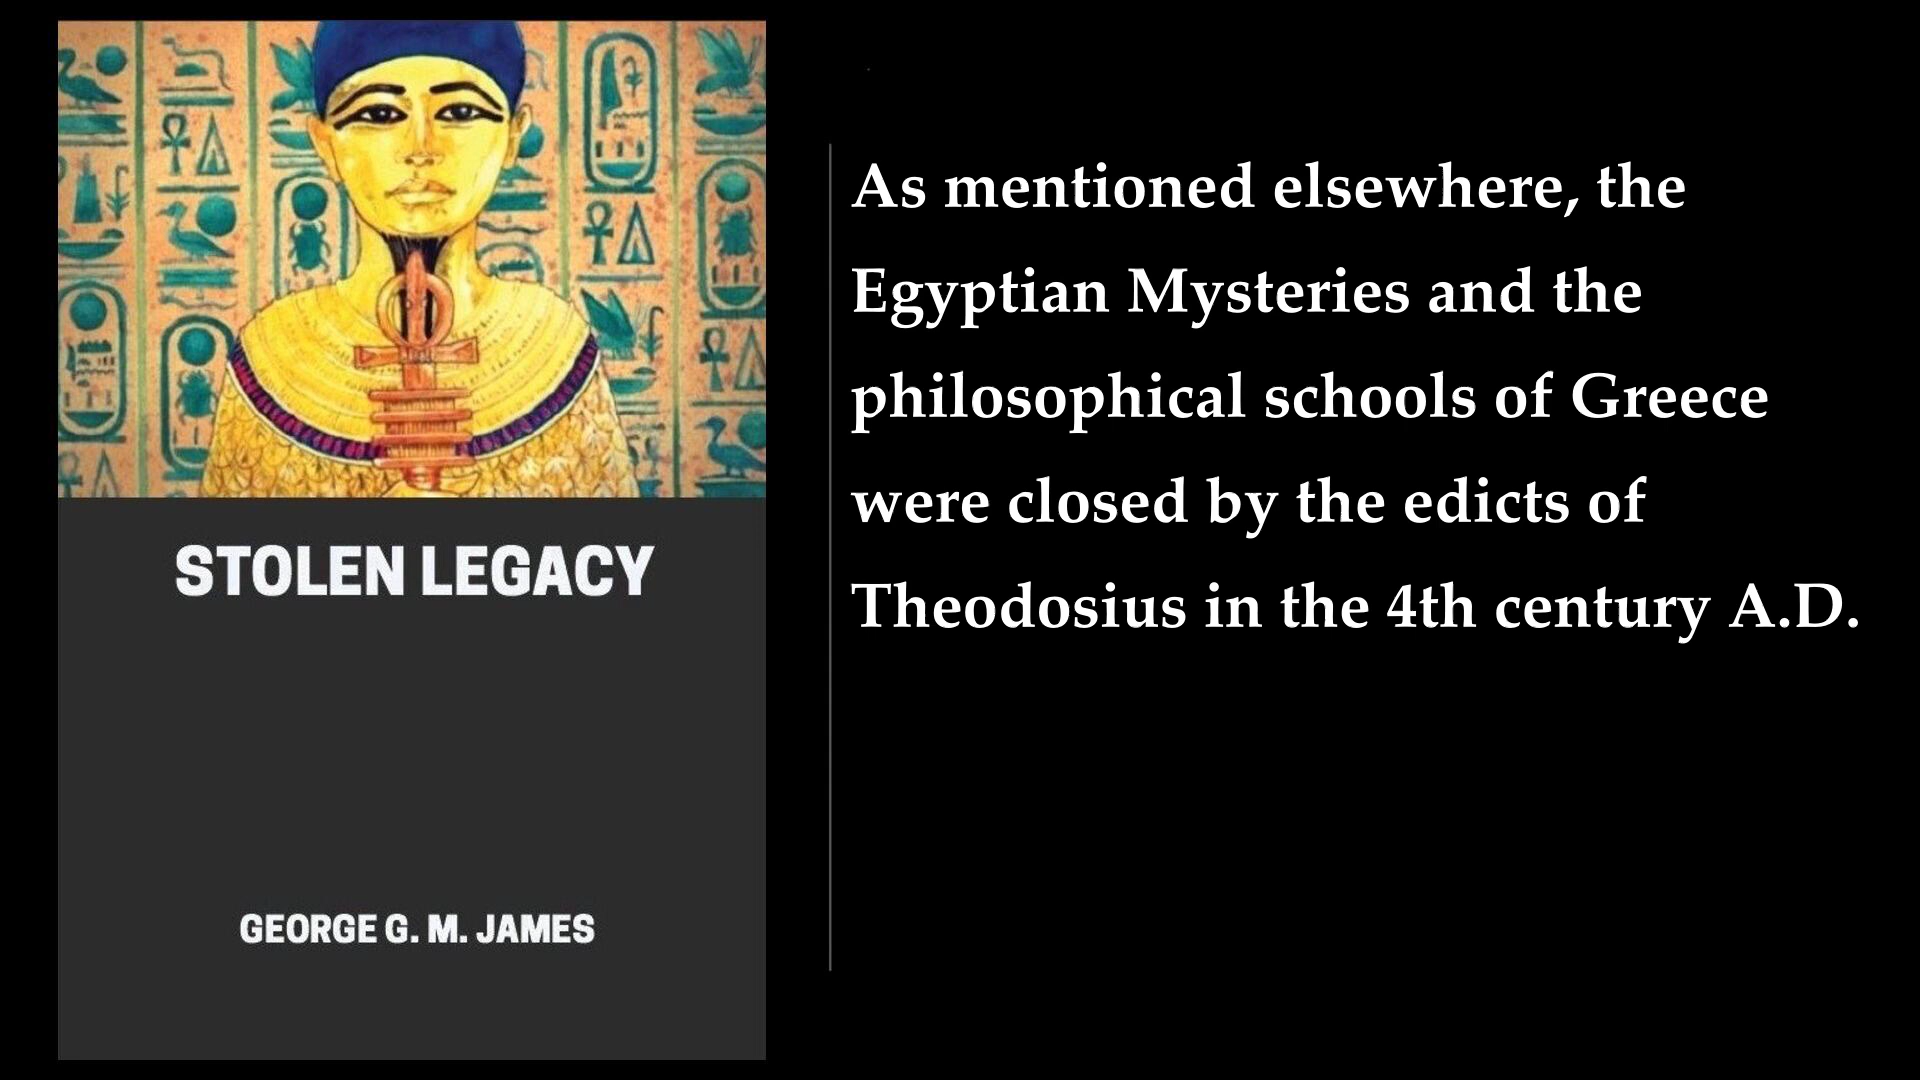 STOLEN LEGACY
GEORGE G. M. JAMES
As mentioned elsewhere, the
Egyptian Mysteries and the
philosophical schools of Greece
were closed by the edicts of
Theodosius in the 4th century A.D.